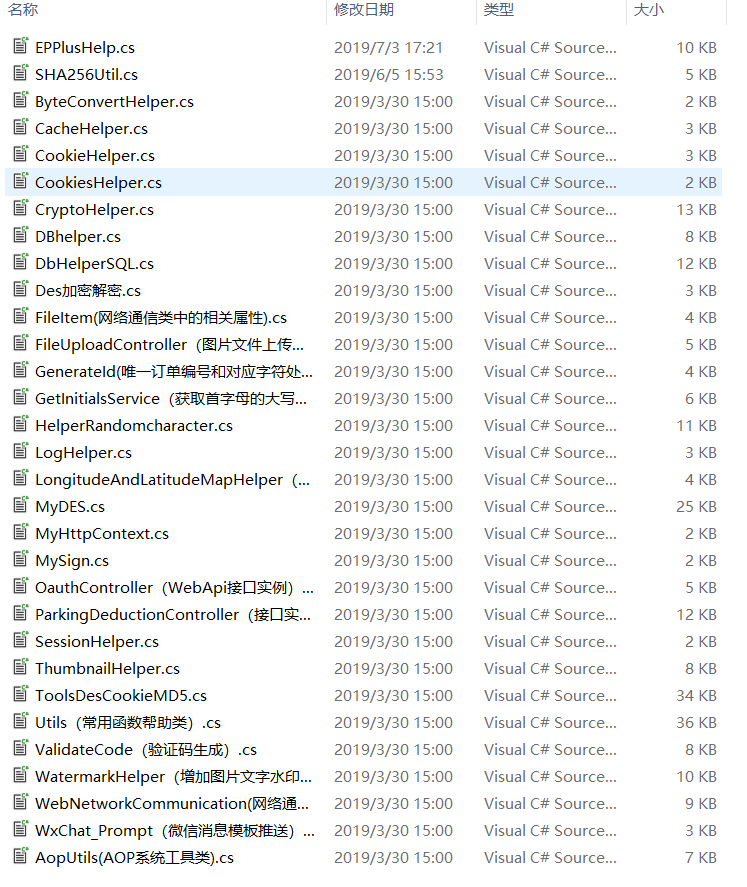 名称 修改日期 类型 大小
EPPlusHelp.cs 2019/7/3 17:21 Visual C# Source... 10 KB
SHA256Util.cs 2019/6/5 15:53 Visual C# Source... 5 KB
ByteConvertHelper.cs 2019/3/30 15:00 Visual C# Source... 2 KB
CacheHelper.cs 2019/3/30 15:00 Visual C# Source... 3 KB
CookieHelper.cs 2019/3/30 15:00 Visual C# Source... 3 KB
CookiesHelper.cs 2019/3/30 15:00 Visual C# Source... 2 KB
CryptoHelper.cs 2019/3/30 15:00 Visual C# Source... 13 KB
DBhelper.cs 2019/3/30 15:00 Visual C# Source... 8 KB
DbHelperSQL.cs 2019/3/30 15:00 Visual C# Source... 12 KB
Des加密解密.cs 2019/3/30 15:00 Visual C# Source... 3 KB
FileItem(网络通信类中的相关属性).cs 2019/3/30 15:00 Visual C# Source... 4 KB
FileUploadController（图片文件上传... 2019/3/30 15:00 Visual C# Source... 5 KB
GenerateId(唯一订单编号和对应字符处... 2019/3/30 15:00 Visual C# Source... 4 KB
GetInitialsService（获取首字母的大写... 2019/3/30 15:00 Visual C# Source... 6 KB
HelperRandomcharacter.cs 2019/3/30 15:00 Visual C# Source... 11 KB
LogHelper.cs 2019/3/30 15:00 Visual C# Source... 3 KB
LongitudeAndLatitudeMapHelper（... 2019/3/30 15:00 Visual C# Source... 4 KB
MyDES.cs 2019/3/30 15:00 Visual C# Source... 25 KB
MyHttpContext.cs 2019/3/30 15:00 Visual C# Source... 2 KB
MySign.cs 2019/3/30 15:00 Visual C# Source... 2 KB
OauthController（WebApi接口实例）... 2019/3/30 15:00 Visual C# Source... 5 KB
ParkingDeductionController（接口实... 2019/3/30 15:00 Visual C# Source... 12 KB
SessionHelper.cs 2019/3/30 15:00 Visual C# Source... 2 KB
ThumbnailHelper.cs 2019/3/30 15:00 Visual C# Source... 8 KB
ToolsDesCookieMD5.cs 2019/3/30 15:00 Visual C# Source... 34 KB
Utils（常用函数帮助类）.cs 2019/3/30 15:00 Visual C# Source... 36 KB
ValidateCode（验证码生成）.cs 2019/3/30 15:00 Visual C# Source... 8 KB
WatermarkHelper（增加图片文字水印... 2019/3/30 15:00 Visual C# Source... 10 KB
WebNetworkCommunication(网络通... 2019/3/30 15:00 Visual C# Source... 9 KB
WxChat_Prompt（微信消息模板推送）... 2019/3/30 15:00 Visual C# Source... 3 KB
AopUtils(AOP系统工具类).cs 2019/3/30 15:00 Visual C# Source... 7 KB